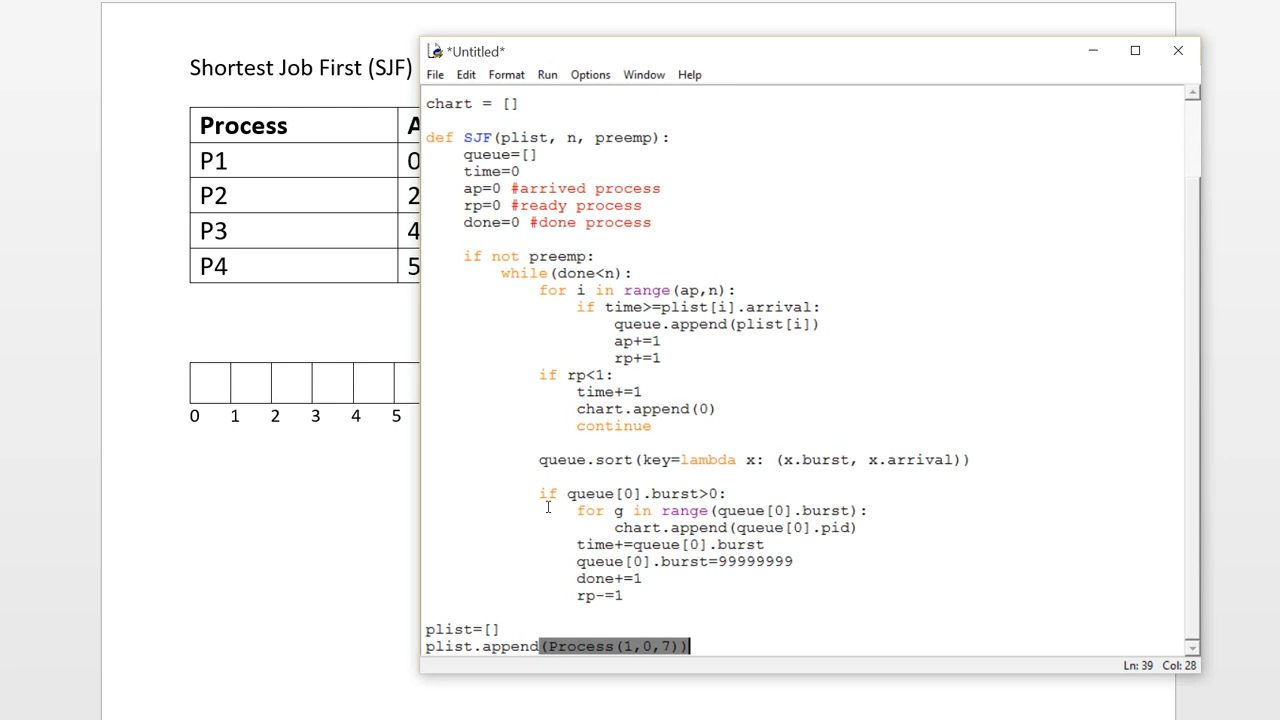 Shortest Job First (SJF)
Process A
P1 0
P2 2
P3 4
P4 5
0 1 2 3 4 5
*Untitled*
File Edit Format Run Options Window Help
chart = []
def SJF(plist, n, preemp):
queue=[]
time=0
ap=0 #arrived process
rp=0 #ready process
done=0 #done process
if not preemp:
while(done<n):
for i in range(ap,n):
if time>=plist[i].arrival:
queue.append(plist[i])
ap+=1
rp+=1
if rp<1:
time+=1
chart.append(0)
continue
queue.sort(key=lambda x: (x.burst, x.arrival))
if queue[0].burst>0:
for g in range(queue[0].burst):
chart.append(queue[0].pid)
time+=queue[0].burst
queue[0].burst=99999999
done+=1
rp-=1
plist=[]
plist.append(Process(1,0,7))
Ln: 39 Col: 28